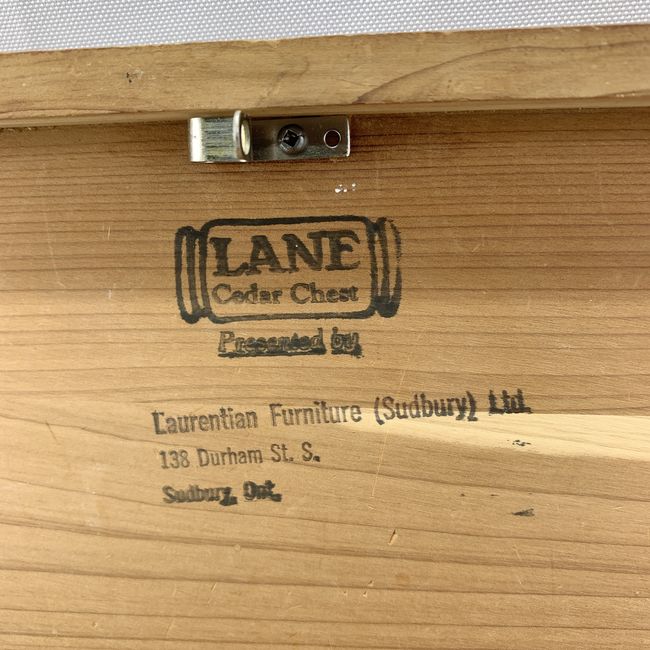 LANE
Cedar Chest
Presented by
Laurentian Furniture (Sudbury) Ltd.
138 Durham St. S.
Sudbury, Ont.